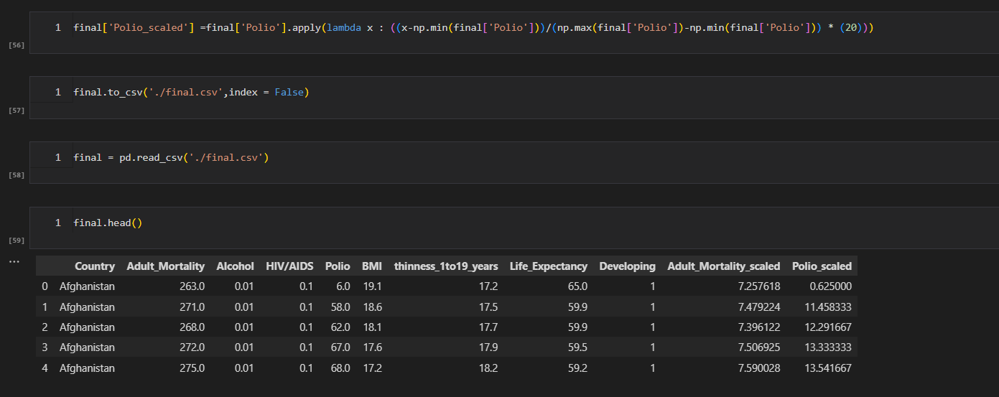 1 final['Polio_scaled'] =final['Polio'].apply(lambda x : ((x-np.min(final['Polio']))/(np.max(final['Polio'])-np.min(final['Polio'])) * (20)))
[56]
1 final.to_csv('./final.csv',index = False)
[57]
1 final = pd.read_csv('./final.csv')
[58]
1 final.head()
[59]
...
Country Adult_Mortality Alcohol HIV/AIDS Polio BMI thinness_1to19_years Life_Expectancy Developing Adult_Mortality_scaled Polio_scaled
0 Afghanistan 263.0 0.01 0.1 6.0 19.1 17.2 65.0 1 7.257618 0.625000
1 Afghanistan 271.0 0.01 0.1 58.0 18.6 17.5 59.9 1 7.479224 11.458333
2 Afghanistan 268.0 0.01 0.1 62.0 18.1 17.7 59.9 1 7.396122 12.291667
3 Afghanistan 272.0 0.01 0.1 67.0 17.6 17.9 59.5 1 7.506925 13.333333
4 Afghanistan 275.0 0.01 0.1 68.0 17.2 18.2 59.2 1 7.590028 13.541667